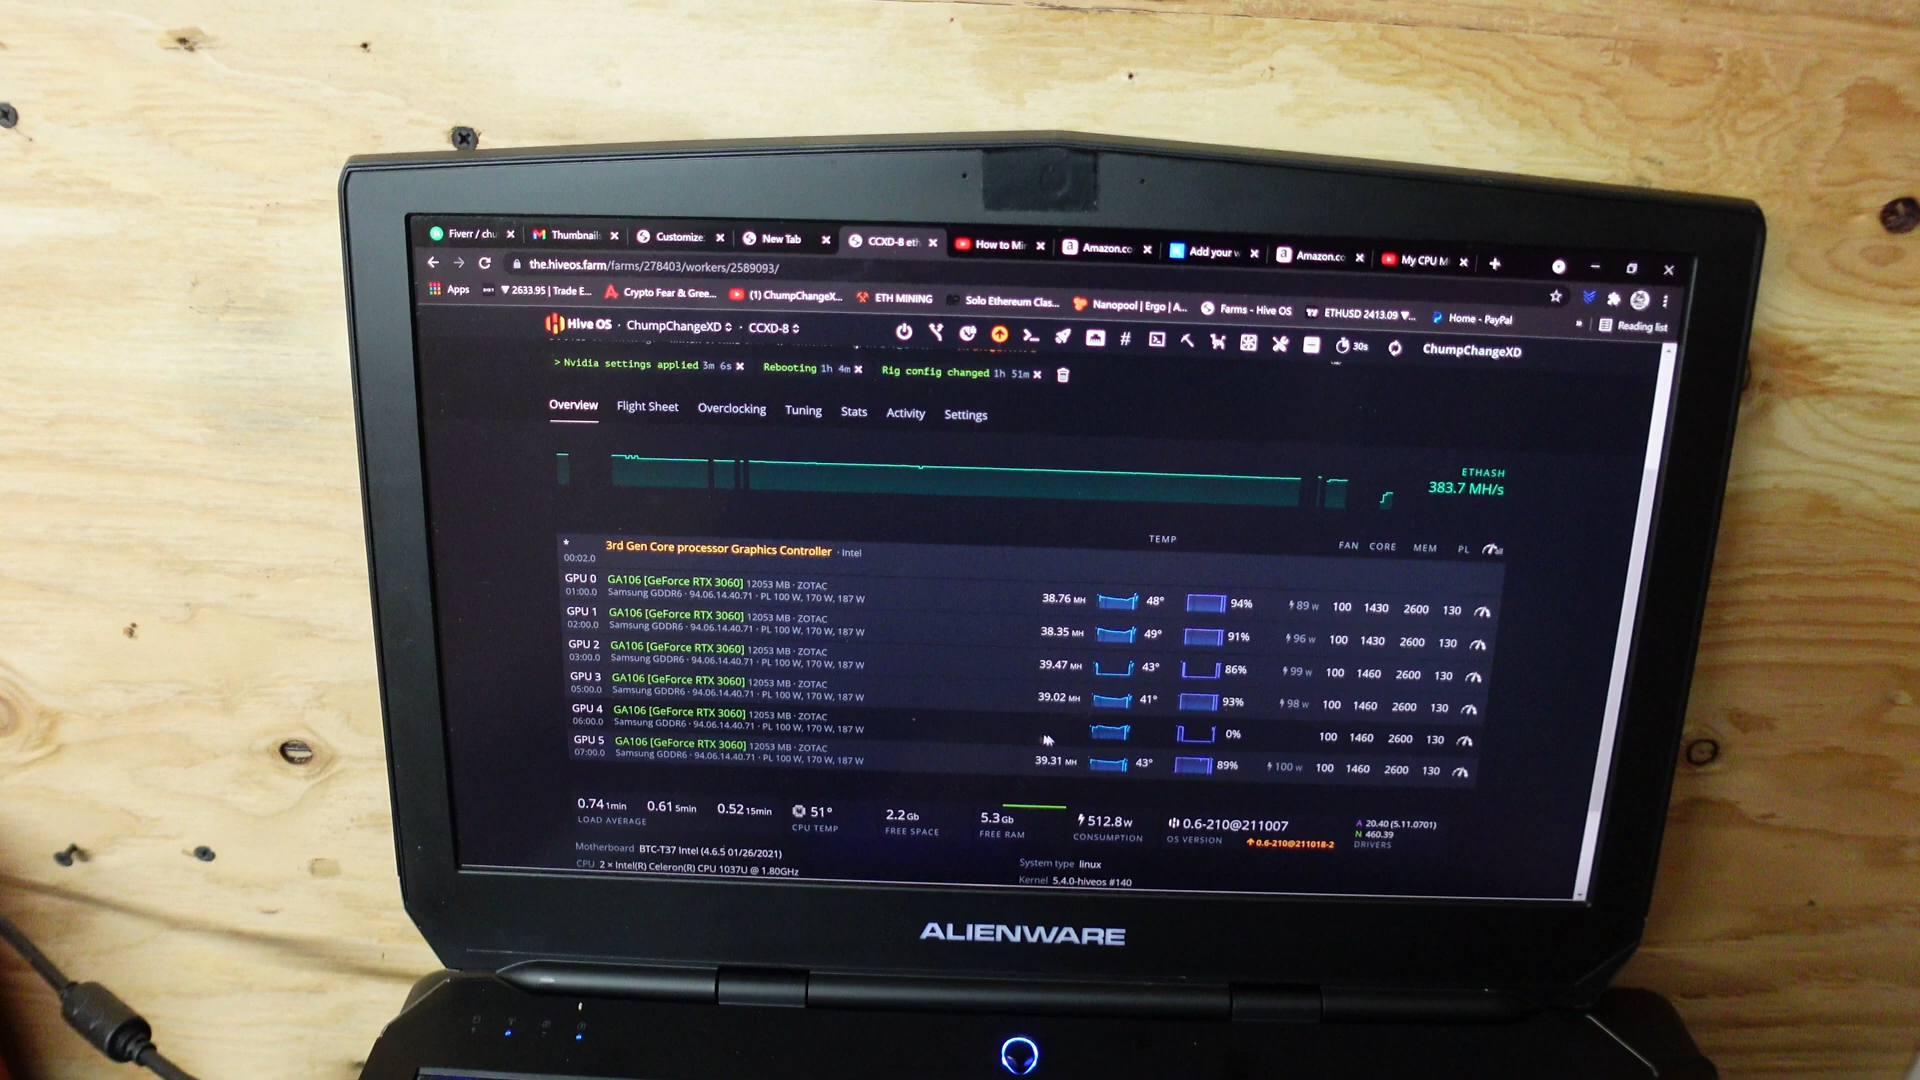 Fiverr / chu Thumbnail Customize New Tab CCXD-8 eth How to Mi Amazon.co Add your w Amazon.co My CPU M
the.hiveos.farm/farms/278403/workers/2589093/
Apps ▼ 2633.95 | Trade E... Crypto Fear & Gree... (1) ChumpChangeX... ETH MINING Solo Ethereum Clas... Nanopool | Ergo | A... Farms - Hive OS ETHUSD 2413.09 ▼... Home - PayPal » Reading list
Hive OS · ChumpChangeXD · CCXD-8 30s ChumpChangeXD
> Nvidia settings applied 3m 6s × Rebooting 1h 4m × Rig config changed 1h 51m ×
Overview Flight Sheet Overclocking Tuning Stats Activity Settings
ETHASH
383.7 MH/s
TEMP FAN CORE MEM PL
* 3rd Gen Core processor Graphics Controller · Intel
00:02.0
GPU 0 GA106 [GeForce RTX 3060] 12053 MB · ZOTAC
01:00.0 Samsung GDDR6 · 94.06.14.40.71 · PL 100 W, 170 W, 187 W 38.76 MH 48° 94% 89 w 100 1430 2600 130
GPU 1 GA106 [GeForce RTX 3060] 12053 MB · ZOTAC
02:00.0 Samsung GDDR6 · 94.06.14.40.71 · PL 100 W, 170 W, 187 W 38.35 MH 49° 91% 96 w 100 1430 2600 130
GPU 2 GA106 [GeForce RTX 3060] 12053 MB · ZOTAC
03:00.0 Samsung GDDR6 · 94.06.14.40.71 · PL 100 W, 170 W, 187 W 39.47 MH 43° 86% 99 w 100 1460 2600 130
GPU 3 GA106 [GeForce RTX 3060] 12053 MB · ZOTAC
05:00.0 Samsung GDDR6 · 94.06.14.40.71 · PL 100 W, 170 W, 187 W 39.02 MH 41° 93% 98 w 100 1460 2600 130
GPU 4 GA106 [GeForce RTX 3060] 12053 MB · ZOTAC
06:00.0 Samsung GDDR6 · 94.06.14.40.71 · PL 100 W, 170 W, 187 W 0% 100 1460 2600 130
GPU 5 GA106 [GeForce RTX 3060] 12053 MB · ZOTAC
07:00.0 Samsung GDDR6 · 94.06.14.40.71 · PL 100 W, 170 W, 187 W 39.31 MH 43° 89% 100 w 100 1460 2600 130
0.74 1min 0.61 5min 0.52 15min
LOAD AVERAGE
51°
CPU TEMP
2.2 Gb
FREE SPACE
5.3 Gb
FREE RAM
512.8 w
CONSUMPTION
0.6-210@211007
OS VERSION 0.6-210@211018-2
A 20.40 (5.11.0701)
N 460.39
DRIVERS
Motherboard BTC-T37 Intel (4.6.5 01/26/2021)
CPU 2 × Intel(R) Celeron(R) CPU 1037U @ 1.80GHz
System type linux
Kernel 5.4.0-hiveos #140
ALIENWARE